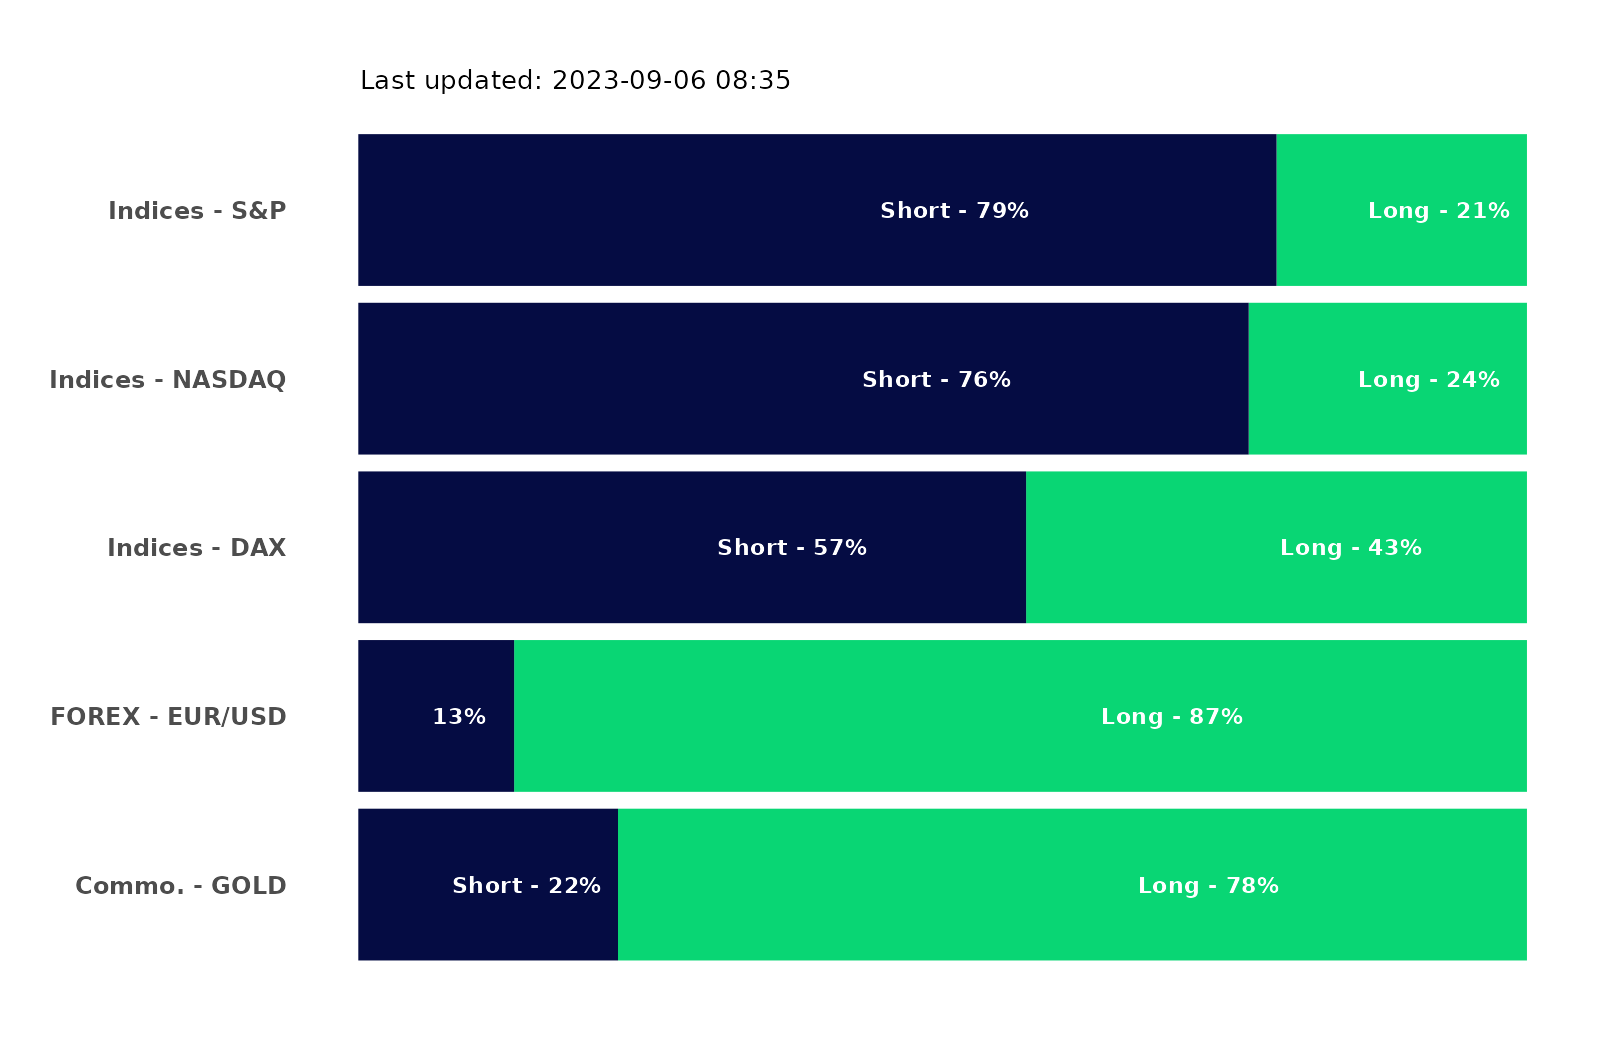 Last updated: 2023-09-06 08:35
Indices - S&P Short - 79% Long - 21%
Indices - NASDAQ Short - 76% Long - 24%
Indices - DAX Short - 57% Long - 43%
FOREX - EUR/USD 13% Long - 87%
Commo. - GOLD Short - 22% Long - 78%